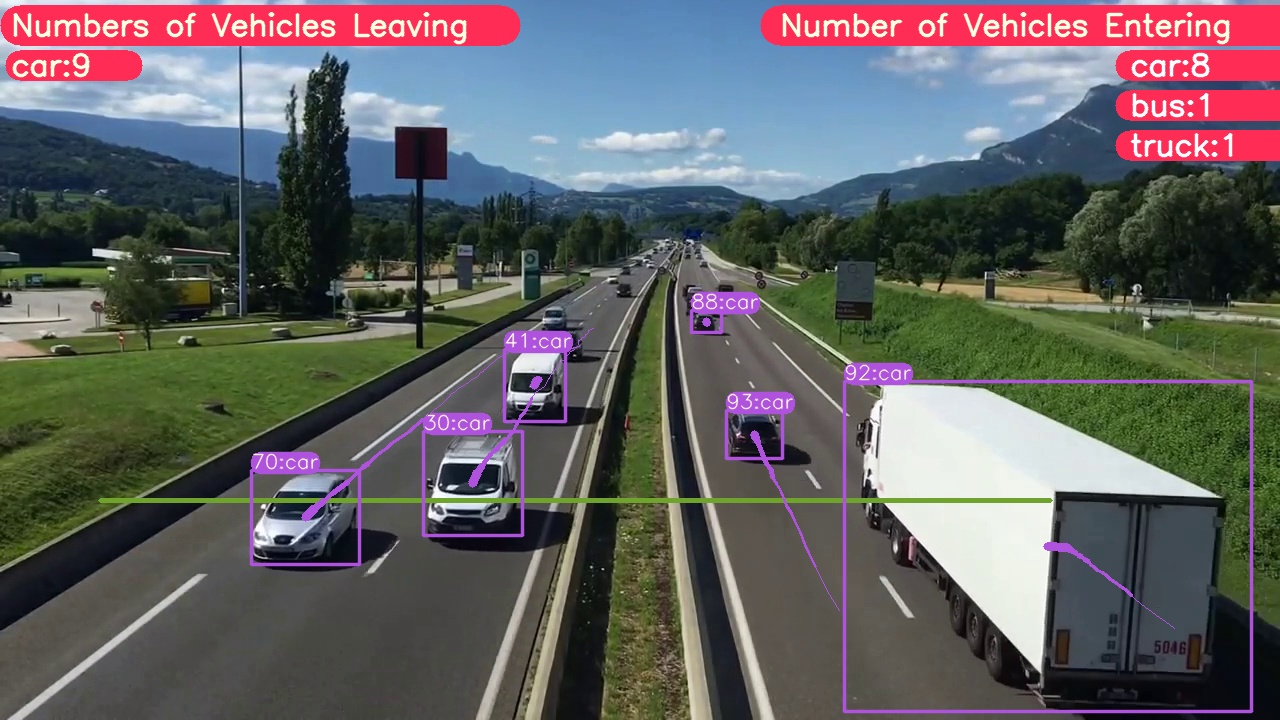 Numbers of Vehicles Leaving
Number of Vehicles Entering
car:9
car:8
bus:1
truck:1
88:car
41:car
92:car
93:car
30:car
70:car
5046
bp